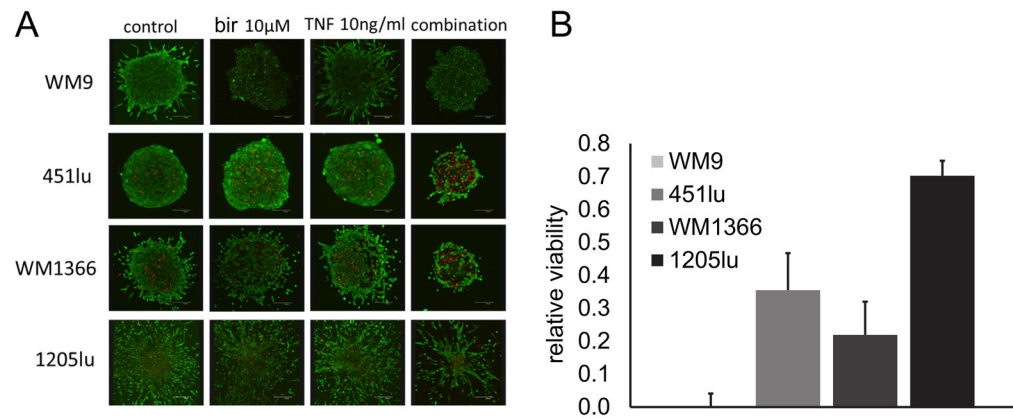 A
control bir 10µM TNF 10ng/ml combination
WM9
451lu
WM1366
1205lu
B
relative viability
0.8
0.7
0.6
0.5
0.4
0.3
0.2
0.1
0.0
WM9
451lu
WM1366
1205lu